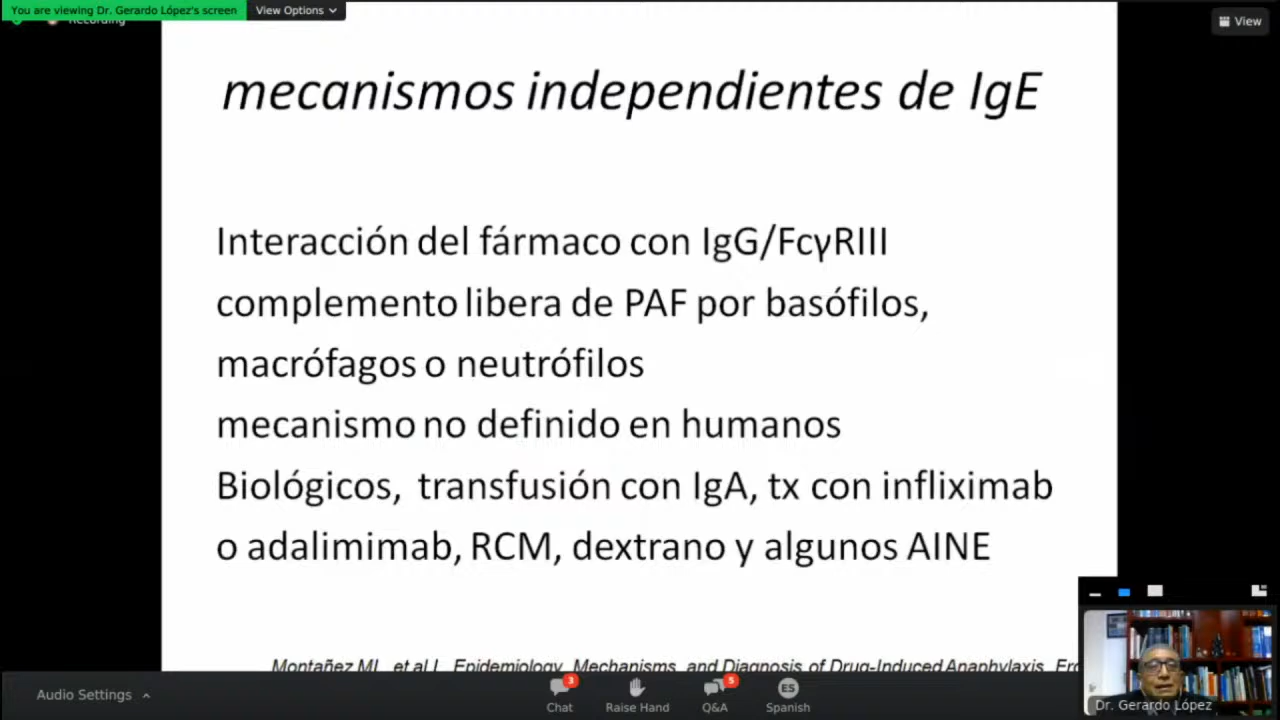 You are viewing Dr. Gerardo López's screen
View Options
Recording
View
mecanismos independientes de IgE
Interacción del fármaco con IgG/FcγRIII
complemento libera de PAF por basófilos,
macrófagos o neutrófilos
mecanismo no definido en humanos
Biológicos, transfusión con IgA, tx con infliximab
o adalimimab, RCM, dextrano y algunos AINE
Montañez MI, et al L. Epidemiology, Mechanisms, and Diagnosis of Drug-Induced Anaphylaxis.
Audio Settings
3
Chat
Raise Hand
5
Q&A
ES
Spanish
Dr. Gerardo López